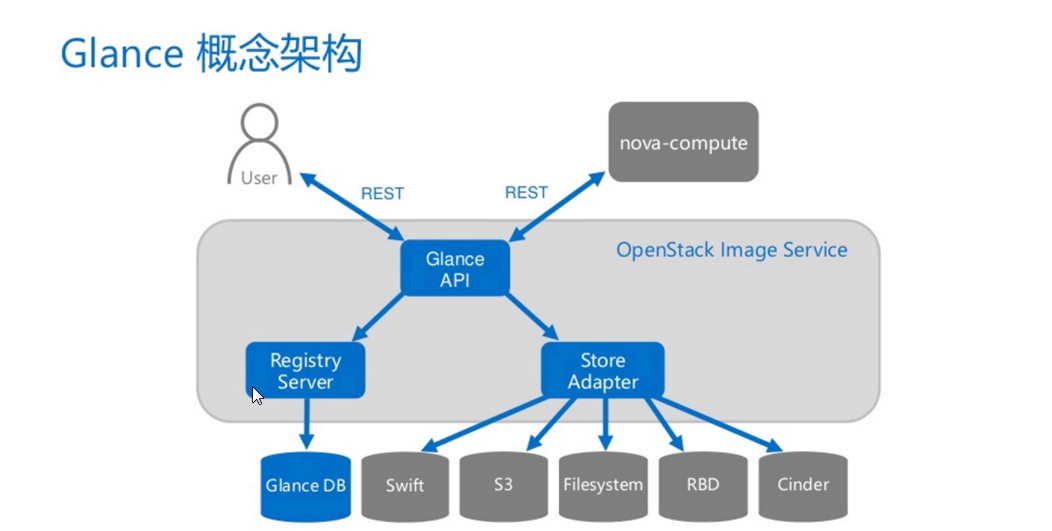 Glance 概念架构
User
nova-compute
REST
REST
OpenStack Image Service
Glance
API
Registry
Server
Store
Adapter
Glance DB
Swift
S3
Filesystem
RBD
Cinder